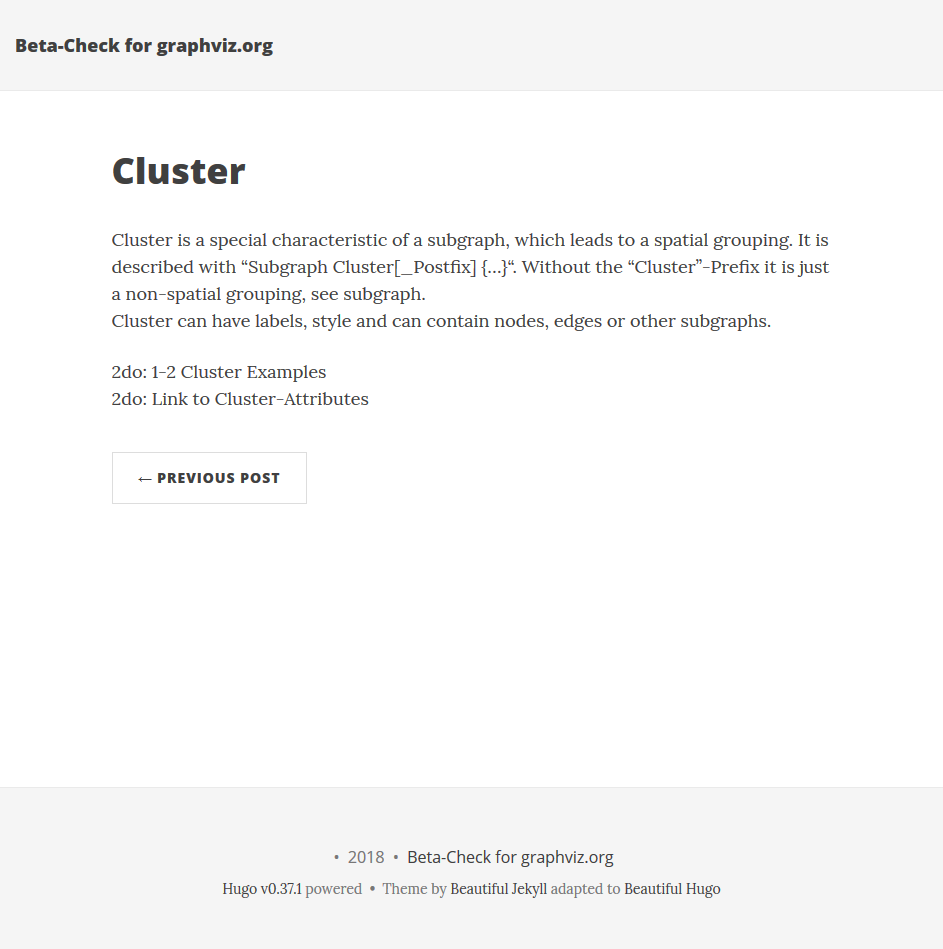 Beta-Check for graphviz.org
Cluster
Cluster is a special characteristic of a subgraph, which leads to a spatial grouping. It is
described with “Subgraph Cluster[_Postfix] {…}“. Without the “Cluster”-Prefix it is just
a non-spatial grouping, see subgraph.
Cluster can have labels, style and can contain nodes, edges or other subgraphs.
2do: 1-2 Cluster Examples
2do: Link to Cluster-Attributes
← PREVIOUS POST
• 2018 • Beta-Check for graphviz.org
Hugo v0.37.1 powered • Theme by Beautiful Jekyll adapted to Beautiful Hugo